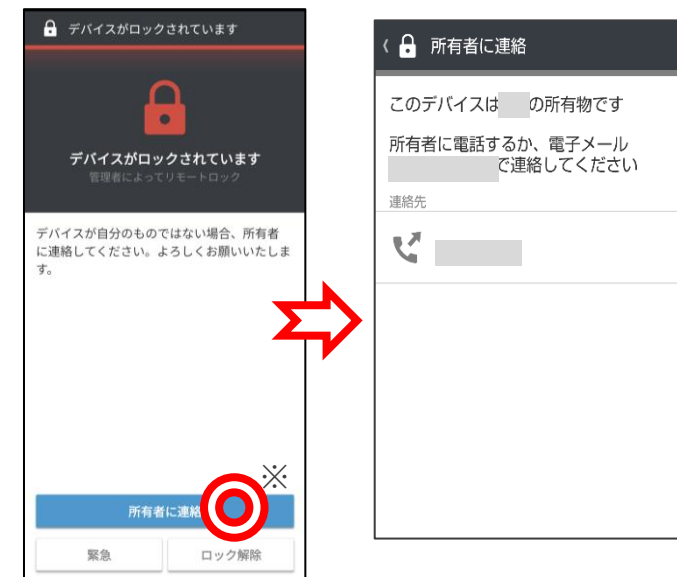 デバイスがロックされています
デバイスがロックされています
管理者によってリモートロック
デバイスが自分のものではない場合、所有者
に連絡してください。よろしくお願いいたしま
す。
※
所有者に連絡
緊急
ロック解除
所有者に連絡
このデバイスは の所有物です
所有者に電話するか、電子メール
で連絡してください
連絡先